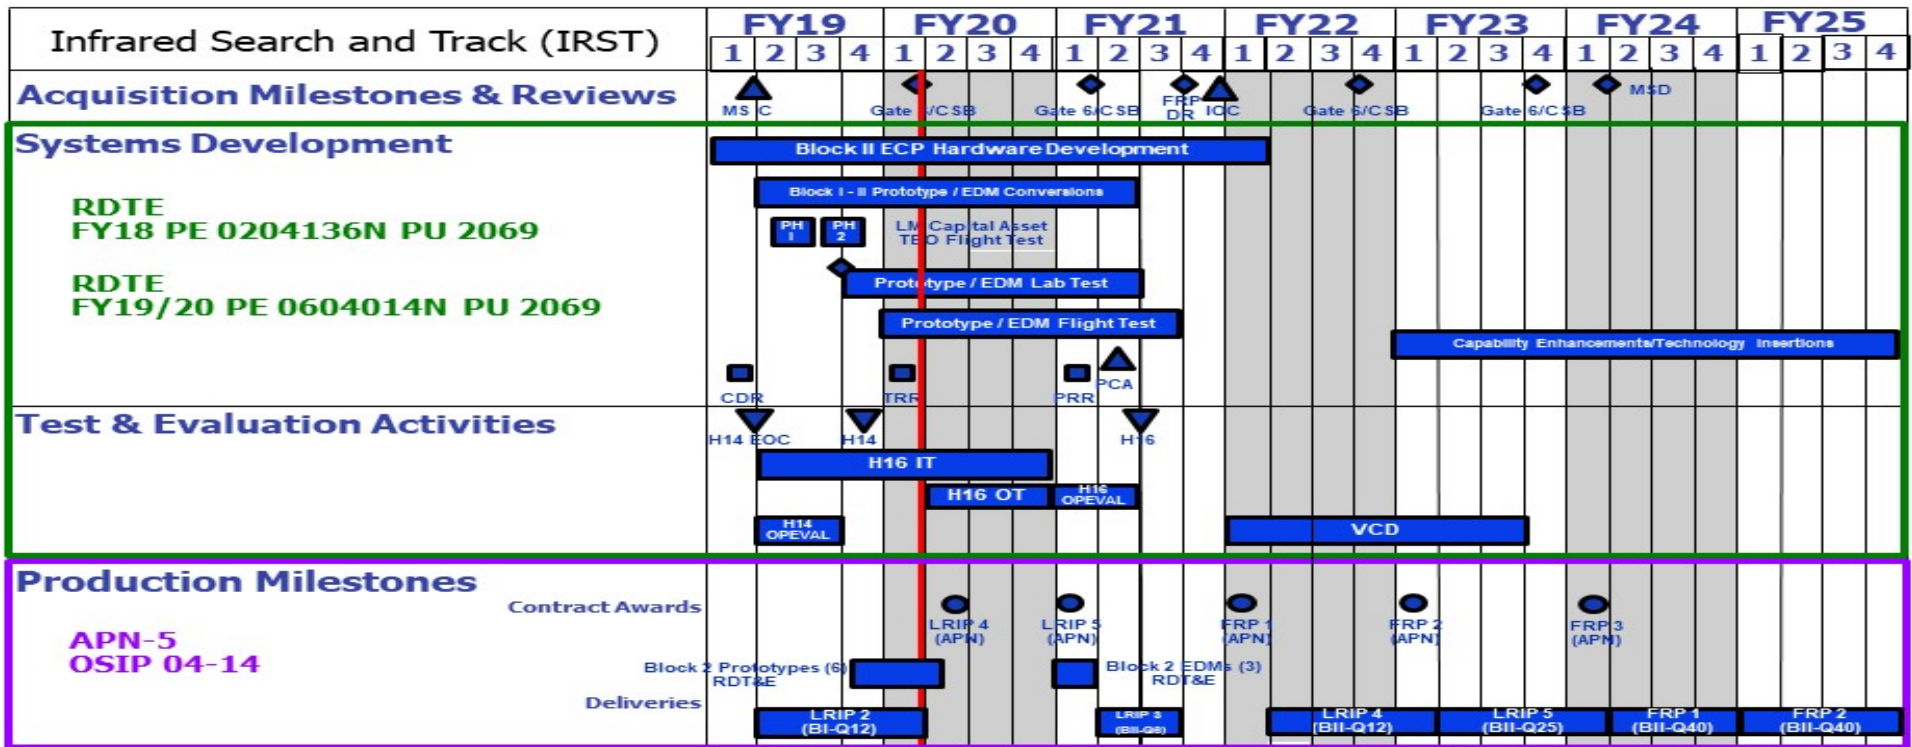 Infrared Search and Track (IRST)
FY19 FY20 FY21 FY22 FY23 FY24 FY25
1 2 3 4 1 2 3 4 1 2 3 4 1 2 3 4 1 2 3 4 1 2 3 4 1 2 3 4
Acquisition Milestones & Reviews
MS C
Gate 6/CSB
Gate 6/CSB
FRP
DR
IOC
Gate 6/CSB
Gate 6/CSB
MSD
Systems Development
Block II ECP Hardware Development
Block I - II Prototype / EDM Conversions
RDTE
FY18 PE 0204136N PU 2069
PH
1
PH
2
LM Capital Asset
TBO Flight Test
RDTE
FY19/20 PE 0604014N PU 2069
Prototype / EDM Lab Test
Prototype / EDM Flight Test
Capability Enhancements/Technology Insertions
CDR
TRR
PRR
PCA
Test & Evaluation Activities
H14 EOC
H14
H16
H16 IT
H16 OT
H16
OPEVAL
H14
OPEVAL
VCD
Production Milestones
Contract Awards
LRIP 4
(APN)
LRIP 5
(APN)
FRP 1
(APN)
FRP 2
(APN)
FRP 3
(APN)
APN-5
OSIP 04-14
Block 2 Prototypes (6)
RDT&E
Block 2 EDMs (3)
RDT&E
Deliveries
LRIP 2
(BI-Q12)
LRIP 3
(BII-Q6)
LRIP 4
(BII-Q12)
LRIP 5
(BII-Q25)
FRP 1
(BII-Q40)
FRP 2
(BII-Q40)